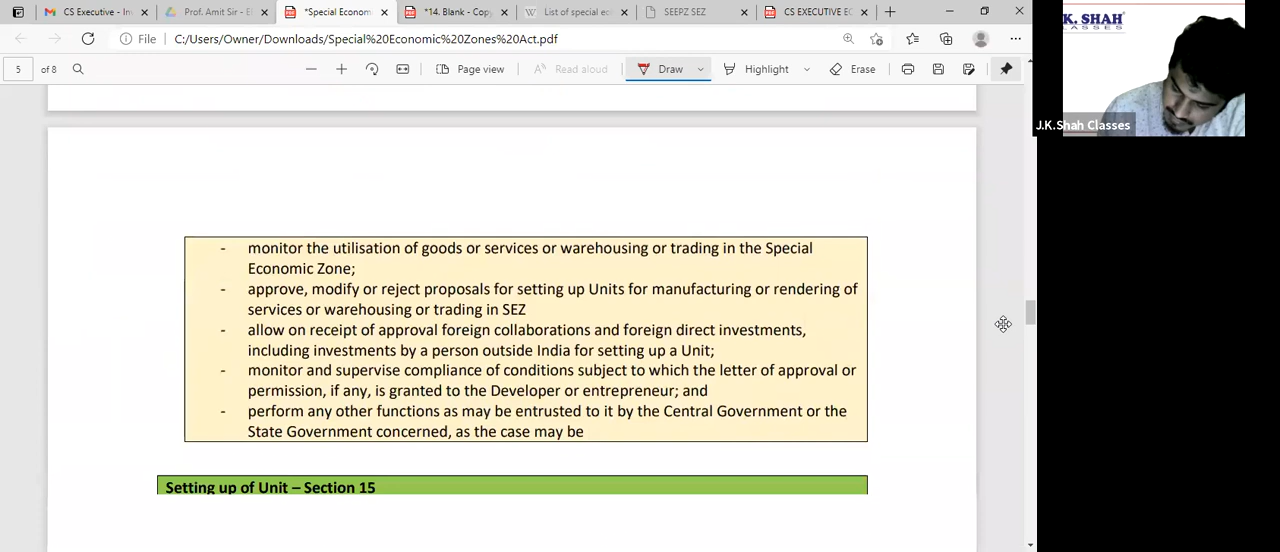 CS Executive - Inv
Prof. Amit Sir - E
*Special Econom
*14. Blank - Cop
List of special ec
SEEPZ SEZ
CS EXECUTIVE EC
File
C:/Users/Owner/Downloads/Special%20Economic%20Zones%20Act.pdf
5 of 8
Page view
Read aloud
Draw
Highlight
Erase
K. SHAH
CLASSES
J.K.Shah Classes
- monitor the utilisation of goods or services or warehousing or trading in the Special
Economic Zone;
- approve, modify or reject proposals for setting up Units for manufacturing or rendering of
services or warehousing or trading in SEZ
- allow on receipt of approval foreign collaborations and foreign direct investments,
including investments by a person outside India for setting up a Unit;
- monitor and supervise compliance of conditions subject to which the letter of approval or
permission, if any, is granted to the Developer or entrepreneur; and
- perform any other functions as may be entrusted to it by the Central Government or the
State Government concerned, as the case may be
Setting up of Unit – Section 15